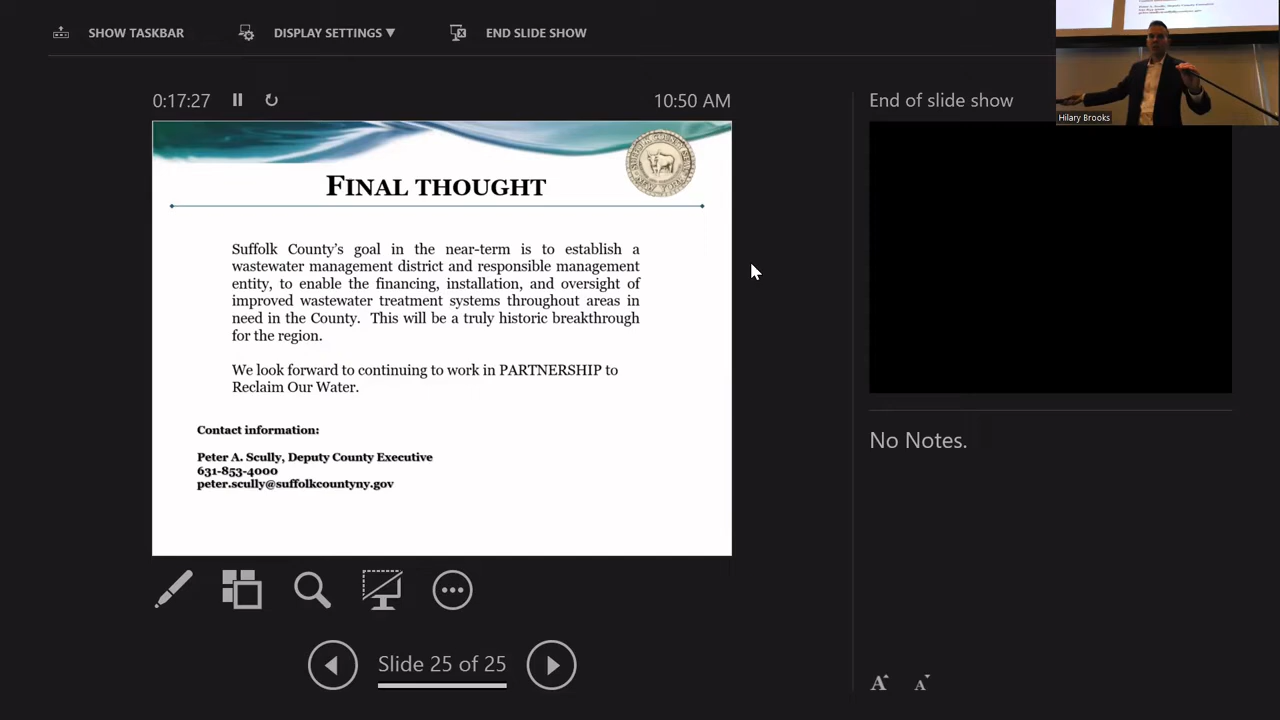 SHOW TASKBAR
DISPLAY SETTINGS ▼
END SLIDE SHOW
0:17:27
10:50 AM
End of slide show
Hilary Brooks
FINAL THOUGHT
Suffolk County's goal in the near-term is to establish a
wastewater management district and responsible management
entity, to enable the financing, installation, and oversight of
improved wastewater treatment systems throughout areas in
need in the County. This will be a truly historic breakthrough
for the region.
We look forward to continuing to work in PARTNERSHIP to
Reclaim Our Water.
Contact information:
Peter A. Scully, Deputy County Executive
631-853-4000
peter.scully@suffolkcountyny.gov
No Notes.
Slide 25 of 25
A
A